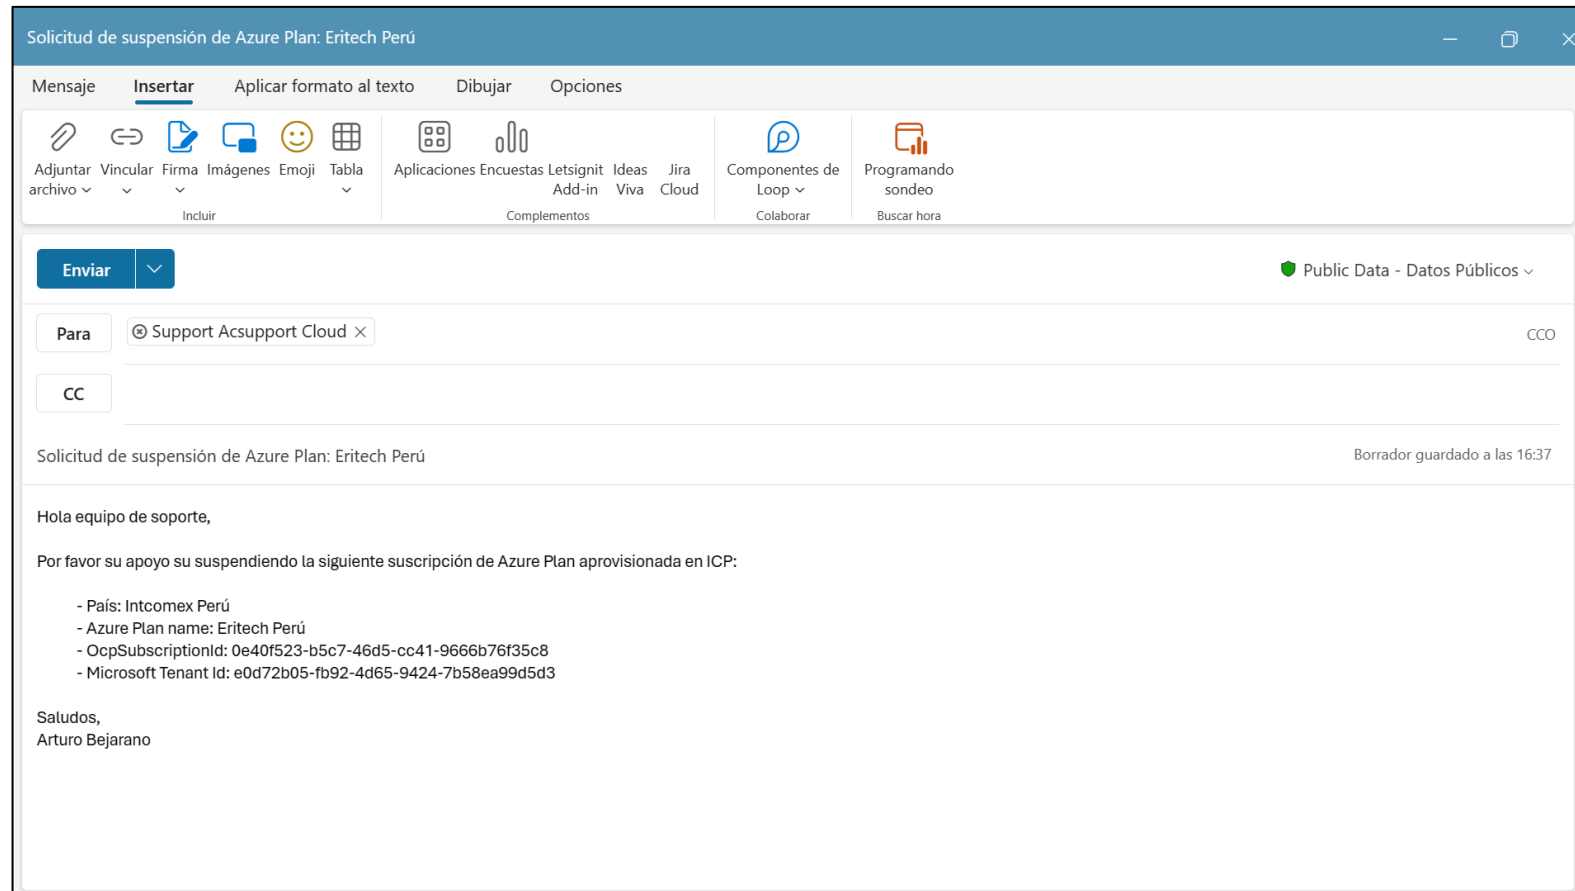 Solicitud de suspensión de Azure Plan: Eritech Perú
Mensaje Insertar Aplicar formato al texto Dibujar Opciones
Adjuntar archivo
Vincular
Firma
Imágenes
Emoji
Tabla
Incluir
Aplicaciones
Encuestas
Letsignit Add-in
Ideas Viva
Jira Cloud
Complementos
Componentes de Loop
Colaborar
Programando sondeo
Buscar hora
Enviar
Public Data - Datos Públicos
Para
Support Acsupport Cloud
CCO
CC
Solicitud de suspensión de Azure Plan: Eritech Perú
Borrador guardado a las 16:37
Hola equipo de soporte,
Por favor su apoyo su suspendiendo la siguiente suscripción de Azure Plan aprovisionada en ICP:
- País: Intcomex Perú
- Azure Plan name: Eritech Perú
- OcpSubscriptionId: 0e40f523-b5c7-46d5-cc41-9666b76f35c8
- Microsoft Tenant Id: e0d72b05-fb92-4d65-9424-7b58ea99d5d3
Saludos,
Arturo Bejarano